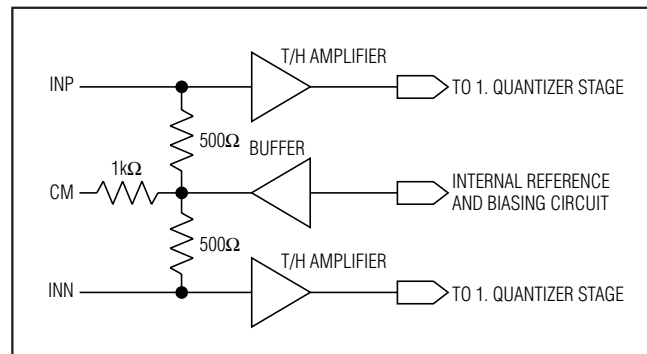 T/H AMPLIFIER
INP
TO 1. QUANTIZER STAGE
500Ω
BUFFER
1kΩ
CM
INTERNAL REFERENCE
AND BIASING CIRCUIT
500Ω
T/H AMPLIFIER
INN
TO 1. QUANTIZER STAGE